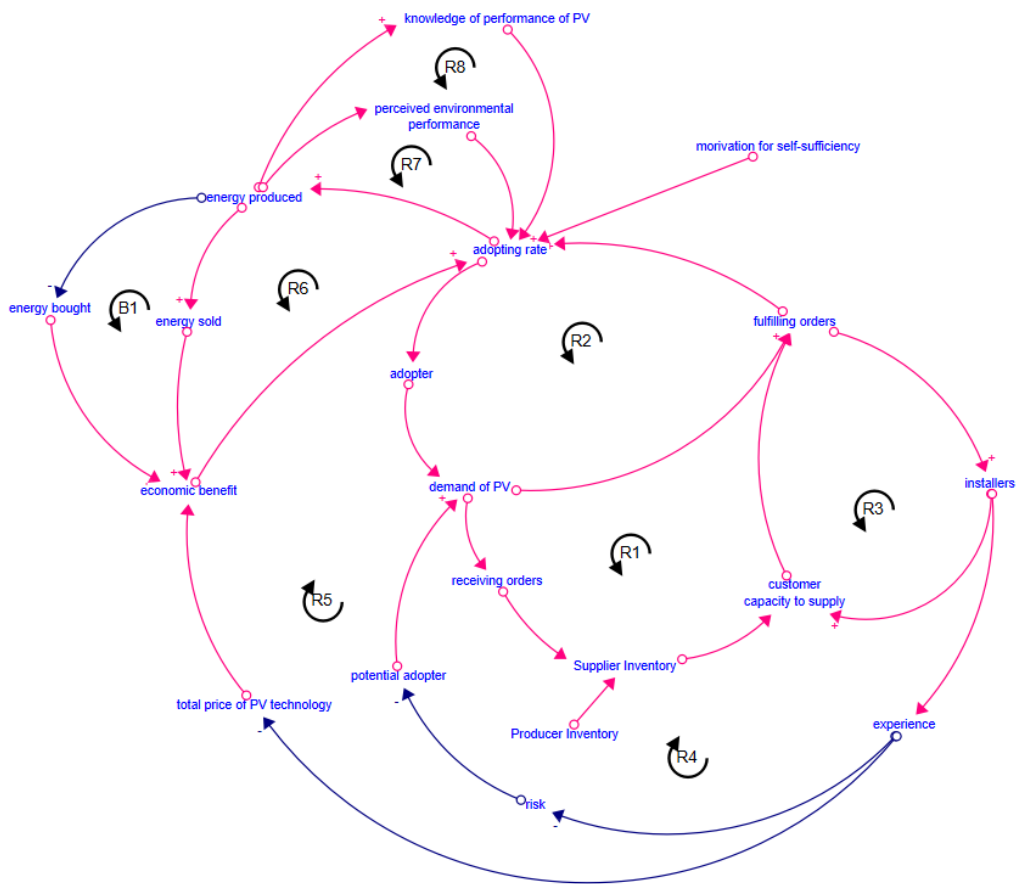 knowledge of performance of PV
+
R8
perceived environmental
performance
morivation for self-sufficiency
R7
+
energy produced
+
+
adopting rate
+
-
energy bought
B1
+
energy sold
R6
fulfilling orders
+
R2
adopter
+
economic benefit
demand of PV
+
+
installers
R3
R1
receiving orders
customer
capacity to supply
+
R5
Supplier Inventory
potential adopter
-
total price of PV technology
-
Producer Inventory
experience
R4
risk
-